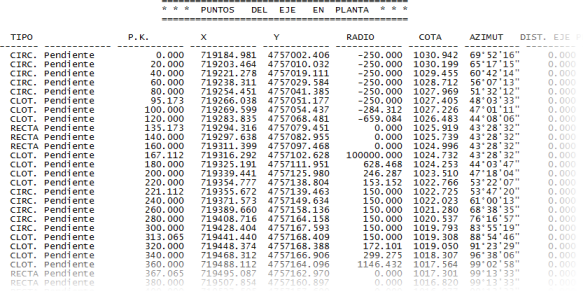 * * * PUNTOS DEL EJE EN PLANTA * * *
TIPO P.K. X Y RADIO COTA AZIMUT DIST. EJE
CIRC. Pendiente 0.000 719184.981 4757002.406 -250.000 1030.942 69°52'16" 0.000
CIRC. Pendiente 20.000 719203.464 4757010.032 -250.000 1030.199 65°17'15" 0.000
CIRC. Pendiente 40.000 719221.278 4757019.111 -250.000 1029.455 60°42'14" 0.000
CIRC. Pendiente 60.000 719238.311 4757029.584 -250.000 1028.712 56°07'13" 0.000
CIRC. Pendiente 80.000 719254.451 4757041.385 -250.000 1027.969 51°32'12" 0.000
CLOT. Pendiente 95.173 719266.038 4757051.177 -250.000 1027.405 48°03'33" 0.000
CLOT. Pendiente 100.000 719269.599 4757054.437 -284.312 1027.226 47°01'11" 0.000
CLOT. Pendiente 120.000 719283.835 4757068.481 -659.084 1026.483 44°08'06" 0.000
RECTA Pendiente 135.173 719294.316 4757079.451 0.000 1025.919 43°28'32" 0.000
RECTA Pendiente 140.000 719297.638 4757082.955 0.000 1025.739 43°28'32" 0.000
RECTA Pendiente 160.000 719311.399 4757097.468 0.000 1024.996 43°28'32" 0.000
CLOT. Pendiente 167.112 719316.292 4757102.628 100000.000 1024.732 43°28'32" 0.000
CLOT. Pendiente 180.000 719325.191 4757111.951 628.468 1024.253 44°03'47" 0.000
CLOT. Pendiente 200.000 719339.441 4757125.980 246.287 1023.510 47°18'04" 0.000
CLOT. Pendiente 220.000 719354.777 4757138.804 153.152 1022.766 53°22'07" 0.000
CIRC. Pendiente 221.112 719355.672 4757139.463 150.000 1022.725 53°47'20" 0.000
CIRC. Pendiente 240.000 719371.573 4757149.634 150.000 1022.023 61°00'13" 0.000
CIRC. Pendiente 260.000 719389.660 4757158.136 150.000 1021.280 68°38'35" 0.000
CIRC. Pendiente 280.000 719408.716 4757164.158 150.000 1020.537 76°16'57" 0.000
CIRC. Pendiente 300.000 719428.404 4757167.593 150.000 1019.793 83°55'19" 0.000
CLOT. Pendiente 313.065 719441.440 4757168.409 150.000 1019.308 88°54'46" 0.000
CLOT. Pendiente 320.000 719448.374 4757168.388 172.101 1019.050 91°23'29" 0.000
CLOT. Pendiente 340.000 719468.312 4757166.906 299.275 1018.307 96°38'06" 0.000
CLOT. Pendiente 360.000 719488.112 4757164.096 1146.432 1017.564 99°02'58" 0.000
RECTA Pendiente 367.065 719495.087 4757162.970 0.000 1017.301 99°13'33" 0.000
RECTA Pendiente 380.000 719507.854 4757160.897 0.000